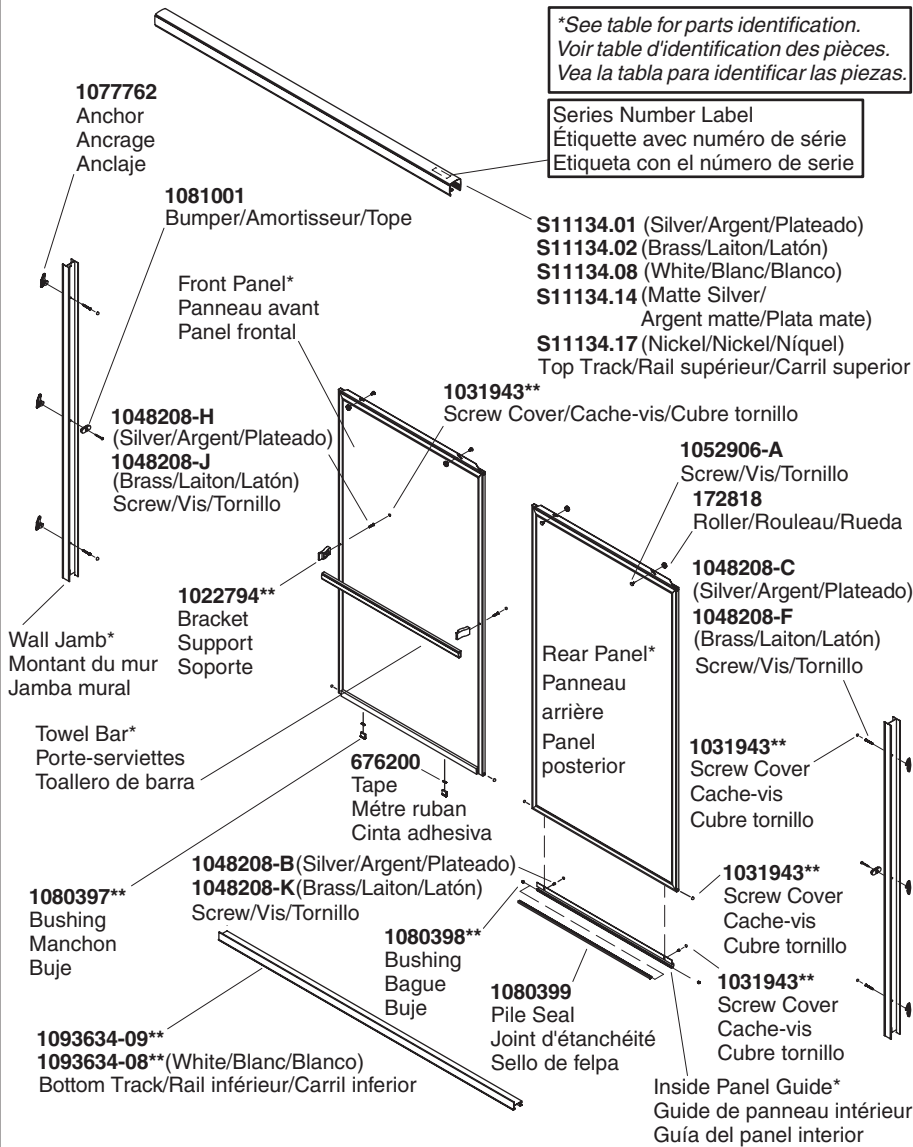 *See table for parts identification.
Voir table d'identification des pièces.
Vea la tabla para identificar las piezas.
Series Number Label
Étiquette avec numéro de série
Etiqueta con el número de serie
1077762
Anchor
Ancrage
Anclaje
1081001
Bumper/Amortisseur/Tope
S11134.01 (Silver/Argent/Plateado)
S11134.02 (Brass/Laiton/Latón)
S11134.08 (White/Blanc/Blanco)
S11134.14 (Matte Silver/
Argent matte/Plata mate)
S11134.17 (Nickel/Nickel/Níquel)
Top Track/Rail supérieur/Carril superior
Front Panel*
Panneau avant
Panel frontal
1031943**
Screw Cover/Cache-vis/Cubre tornillo
1048208-H
(Silver/Argent/Plateado)
1048208-J
(Brass/Laiton/Latón)
Screw/Vis/Tornillo
1052906-A
Screw/Vis/Tornillo
172818
Roller/Rouleau/Rueda
1048208-C
(Silver/Argent/Plateado)
1048208-F
(Brass/Laiton/Latón)
Screw/Vis/Tornillo
1022794**
Bracket
Support
Soporte
Wall Jamb*
Montant du mur
Jamba mural
Rear Panel*
Panneau
arrière
Panel
posterior
Towel Bar*
Porte-serviettes
Toallero de barra
676200
Tape
Métre ruban
Cinta adhesiva
1031943**
Screw Cover
Cache-vis
Cubre tornillo
1080397**
Bushing
Manchon
Buje
1048208-B (Silver/Argent/Plateado)
1048208-K (Brass/Laiton/Latón)
Screw/Vis/Tornillo
1031943**
Screw Cover
Cache-vis
Cubre tornillo
1080398**
Bushing
Bague
Buje
1080399
Pile Seal
Joint d'étanchéité
Sello de felpa
1031943**
Screw Cover
Cache-vis
Cubre tornillo
1093634-09**
1093634-08** (White/Blanc/Blanco)
Bottom Track/Rail inférieur/Carril inferior
Inside Panel Guide*
Guide de panneau intérieur
Guía del panel interior